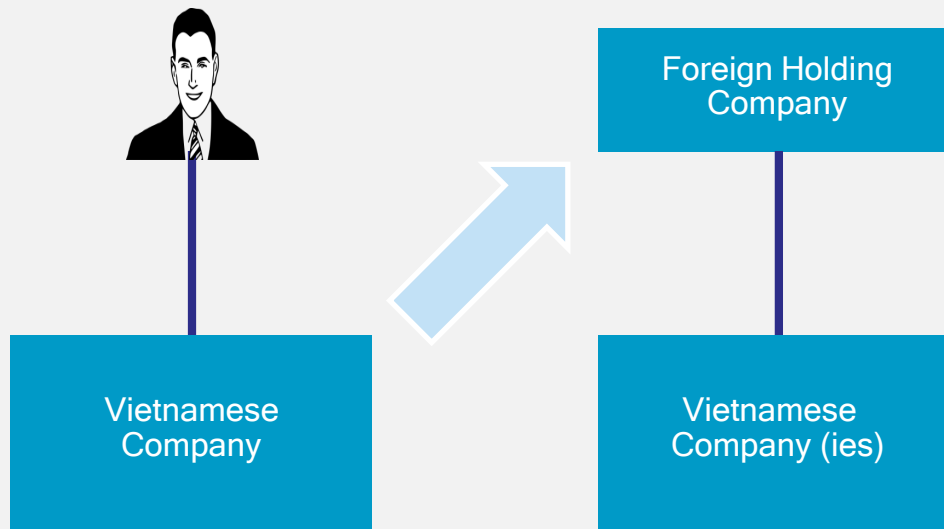 Foreign Holding
Company
Vietnamese
Company
Vietnamese
Company (ies)